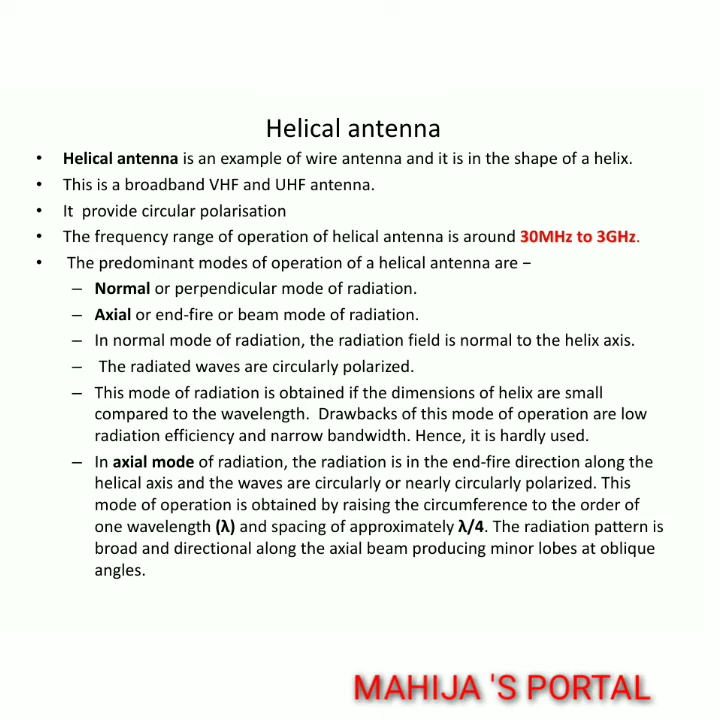 Helical antenna
• Helical antenna is an example of wire antenna and it is in the shape of a helix.
• This is a broadband VHF and UHF antenna.
• It provide circular polarisation
• The frequency range of operation of helical antenna is around 30MHz to 3GHz.
• The predominant modes of operation of a helical antenna are −
– Normal or perpendicular mode of radiation.
– Axial or end-fire or beam mode of radiation.
– In normal mode of radiation, the radiation field is normal to the helix axis.
– The radiated waves are circularly polarized.
– This mode of radiation is obtained if the dimensions of helix are small
compared to the wavelength. Drawbacks of this mode of operation are low
radiation efficiency and narrow bandwidth. Hence, it is hardly used.
– In axial mode of radiation, the radiation is in the end-fire direction along the
helical axis and the waves are circularly or nearly circularly polarized. This
mode of operation is obtained by raising the circumference to the order of
one wavelength (λ) and spacing of approximately λ/4. The radiation pattern is
broad and directional along the axial beam producing minor lobes at oblique
angles.
MAHIJA 'S PORTAL